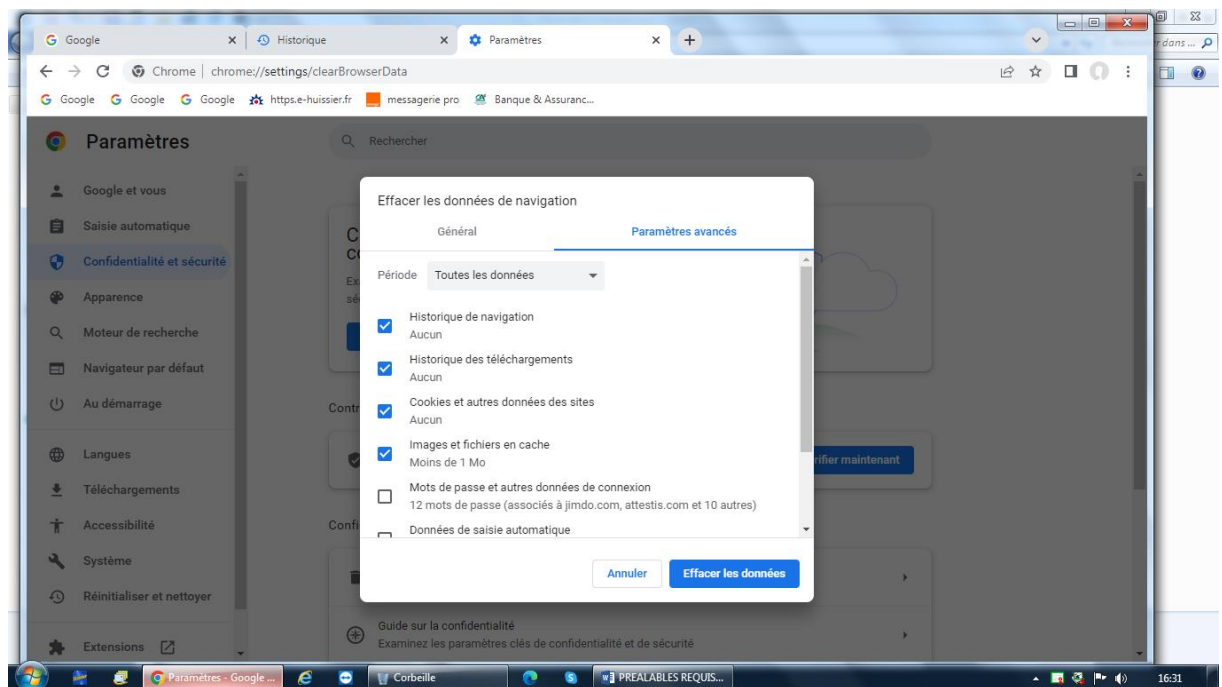 Google
Historique
Paramètres
rdans ...
Chrome | chrome://settings/clearBrowserData
Google
Google
Google
https.e-huissier.fr
messagerie pro
Banque & Assuranc...
Paramètres
Rechercher
Google et vous
Saisie automatique
Confidentialité et sécurité
Apparence
Moteur de recherche
Navigateur par défaut
Au démarrage
Langues
Téléchargements
Accessibilité
Système
Réinitialiser et nettoyer
Extensions
Effacer les données de navigation
Général
Paramètres avancés
Période
Toutes les données
Historique de navigation
Aucun
Historique des téléchargements
Aucun
Cookies et autres données des sites
Aucun
Images et fichiers en cache
Moins de 1 Mo
Mots de passe et autres données de connexion
12 mots de passe (associés à jimdo.com, attestis.com et 10 autres)
Données de saisie automatique
Annuler
Effacer les données
Contr
rifier maintenant
Confi
Guide sur la confidentialité
Examinez les paramètres clés de confidentialité et de sécurité
Paramètres - Google ...
Corbeille
PREALABLES REQUIS...
16:31